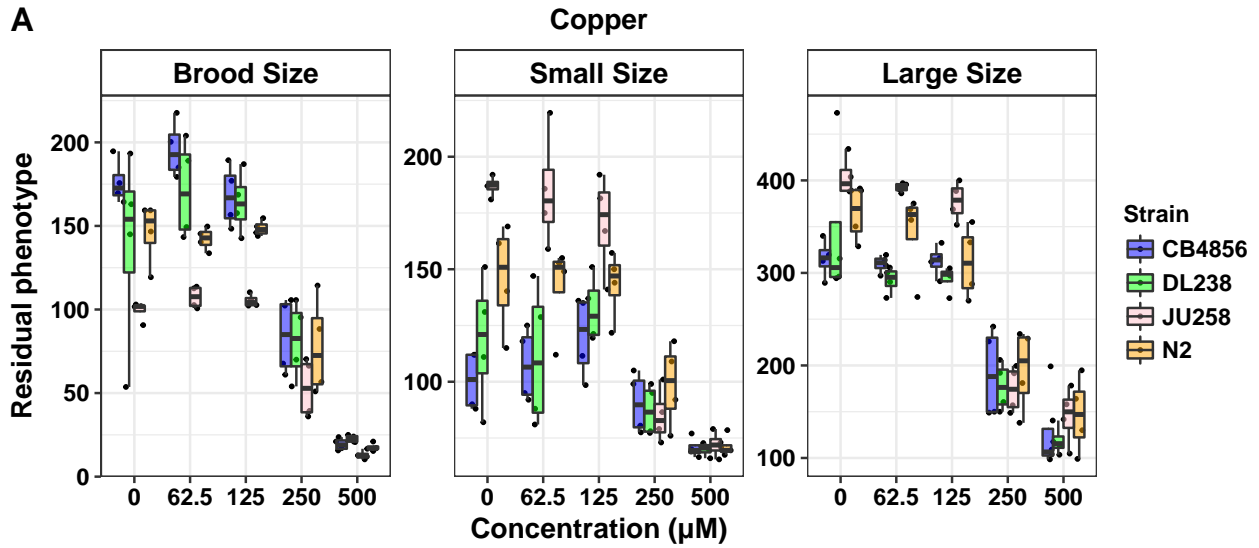 A
Copper
Brood Size
Small Size
Large Size
Residual phenotype
200
150
100
50
0
0 62.5 125 250 500
200
150
100
0 62.5 125 250 500
400
300
200
100
0 62.5 125 250 500
Concentration (µM)
Strain
CB4856
DL238
JU258
N2